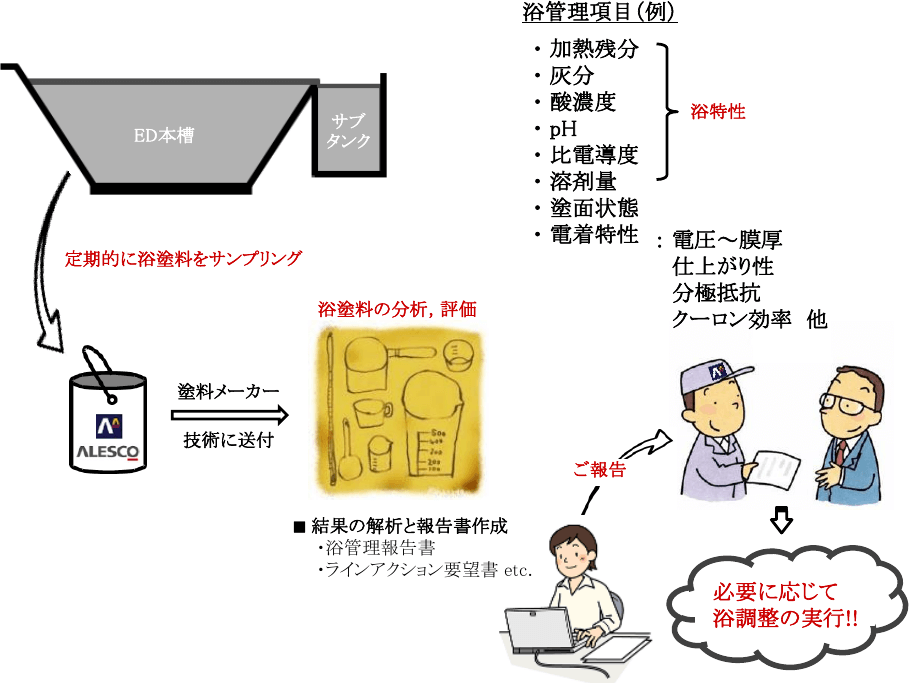 浴管理項目（例）
・ 加熱残分
・ 灰分
・ 酸濃度
・ pH
・ 比電導度
・ 溶剤量
・ 塗面状態
・ 電着特性
浴特性
： 電圧～膜厚
仕上がり性
分極抵抗
クーロン効率　他
ED本槽
サブ
タンク
定期的に浴塗料をサンプリング
ALESCO
塗料メーカー
技術に送付
浴塗料の分析，評価
500
400
300
200
100
■ 結果の解析と報告書作成
・浴管理報告書
・ラインアクション要望書 etc.
ご報告
必要に応じて
浴調整の実行!!